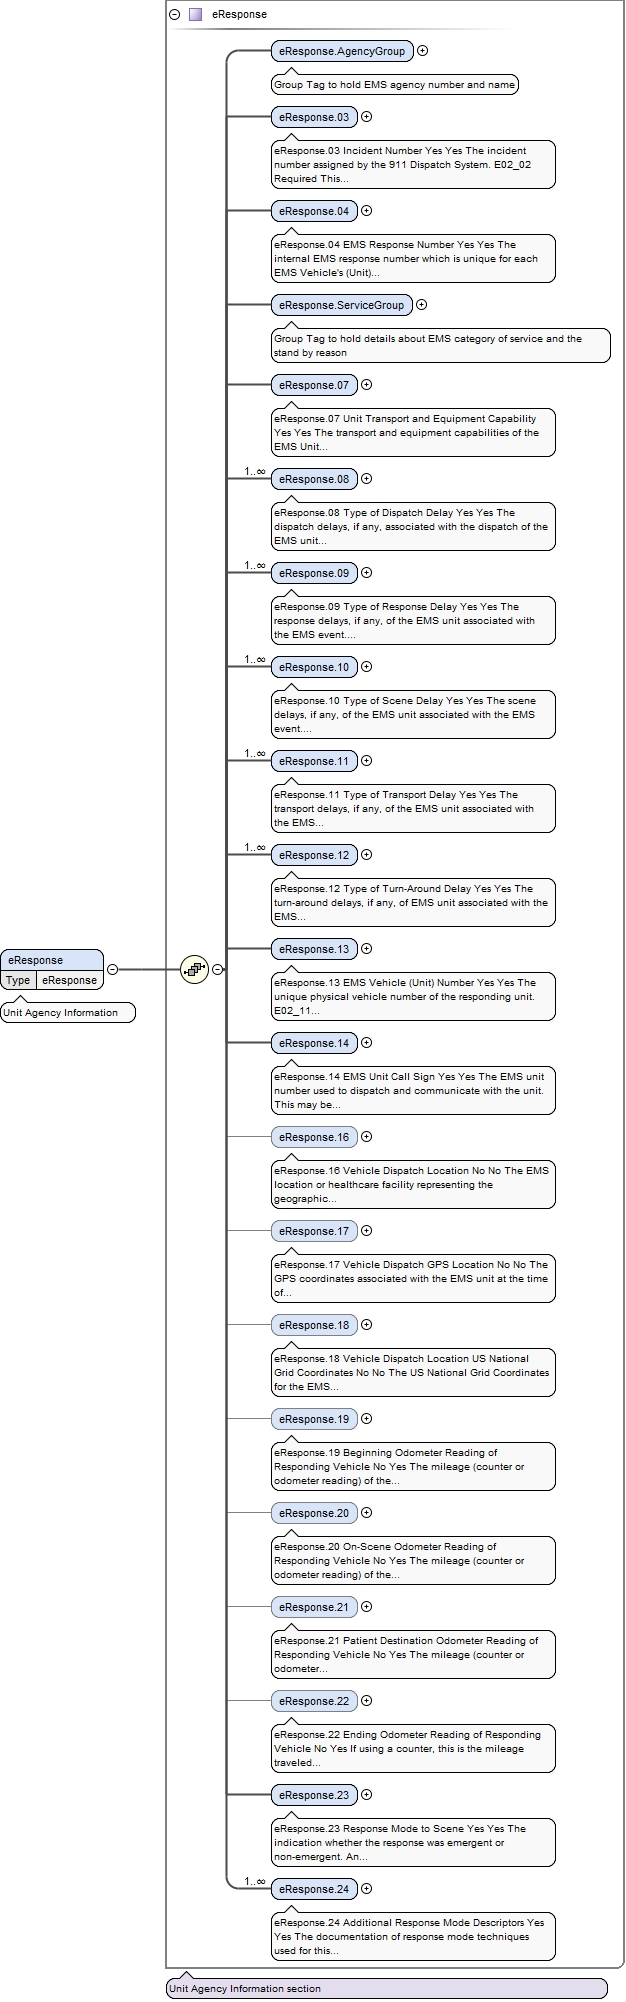 eResponse
eResponse.AgencyGroup
Group Tag to hold EMS agency number and name
eResponse.03
eResponse.03 Incident Number Yes Yes The incident
number assigned by the 911 Dispatch System. E02_02
Required This...
eResponse.04
eResponse.04 EMS Response Number Yes Yes The
internal EMS response number which is unique for each
EMS Vehicle's (Unit)...
eResponse.ServiceGroup
Group Tag to hold details about EMS category of service and the
stand by reason
eResponse.07
eResponse.07 Unit Transport and Equipment Capability
Yes Yes The transport and equipment capabilities of the
EMS Unit...
1..∞
eResponse.08
eResponse.08 Type of Dispatch Delay Yes Yes The
dispatch delays, if any, associated with the dispatch of the
EMS unit...
1..∞
eResponse.09
eResponse.09 Type of Response Delay Yes Yes The
response delays, if any, of the EMS unit associated with
the EMS event....
1..∞
eResponse.10
eResponse.10 Type of Scene Delay Yes Yes The scene
delays, if any, of the EMS unit associated with the EMS
event....
1..∞
eResponse.11
eResponse.11 Type of Transport Delay Yes Yes The
transport delays, if any, of the EMS unit associated with
the EMS...
1..∞
eResponse.12
eResponse.12 Type of Turn-Around Delay Yes Yes The
turn-around delays, if any, of EMS unit associated with the
EMS...
eResponse
Type eResponse
Unit Agency Information
eResponse.13
eResponse.13 EMS Vehicle (Unit) Number Yes Yes The
unique physical vehicle number of the responding unit.
E02_11...
eResponse.14
eResponse.14 EMS Unit Call Sign Yes Yes The EMS unit
number used to dispatch and communicate with the unit.
This may be...
eResponse.16
eResponse.16 Vehicle Dispatch Location No No The EMS
location or healthcare facility representing the
geographic...
eResponse.17
eResponse.17 Vehicle Dispatch GPS Location No No The
GPS coordinates associated with the EMS unit at the time
of...
eResponse.18
eResponse.18 Vehicle Dispatch Location US National
Grid Coordinates No No The US National Grid Coordinates
for the EMS...
eResponse.19
eResponse.19 Beginning Odometer Reading of
Responding Vehicle No Yes The mileage (counter or
odometer reading) of the...
eResponse.20
eResponse.20 On-Scene Odometer Reading of
Responding Vehicle No Yes The mileage (counter or
odometer reading) of the...
eResponse.21
eResponse.21 Patient Destination Odometer Reading of
Responding Vehicle No Yes The mileage (counter or
odometer...
eResponse.22
eResponse.22 Ending Odometer Reading of Responding
Vehicle No Yes If using a counter, this is the mileage
traveled...
eResponse.23
eResponse.23 Response Mode to Scene Yes Yes The
indication whether the response was emergent or
non-emergent. An...
1..∞
eResponse.24
eResponse.24 Additional Response Mode Descriptors Yes
Yes The documentation of response mode techniques
used for this...
Unit Agency Information section